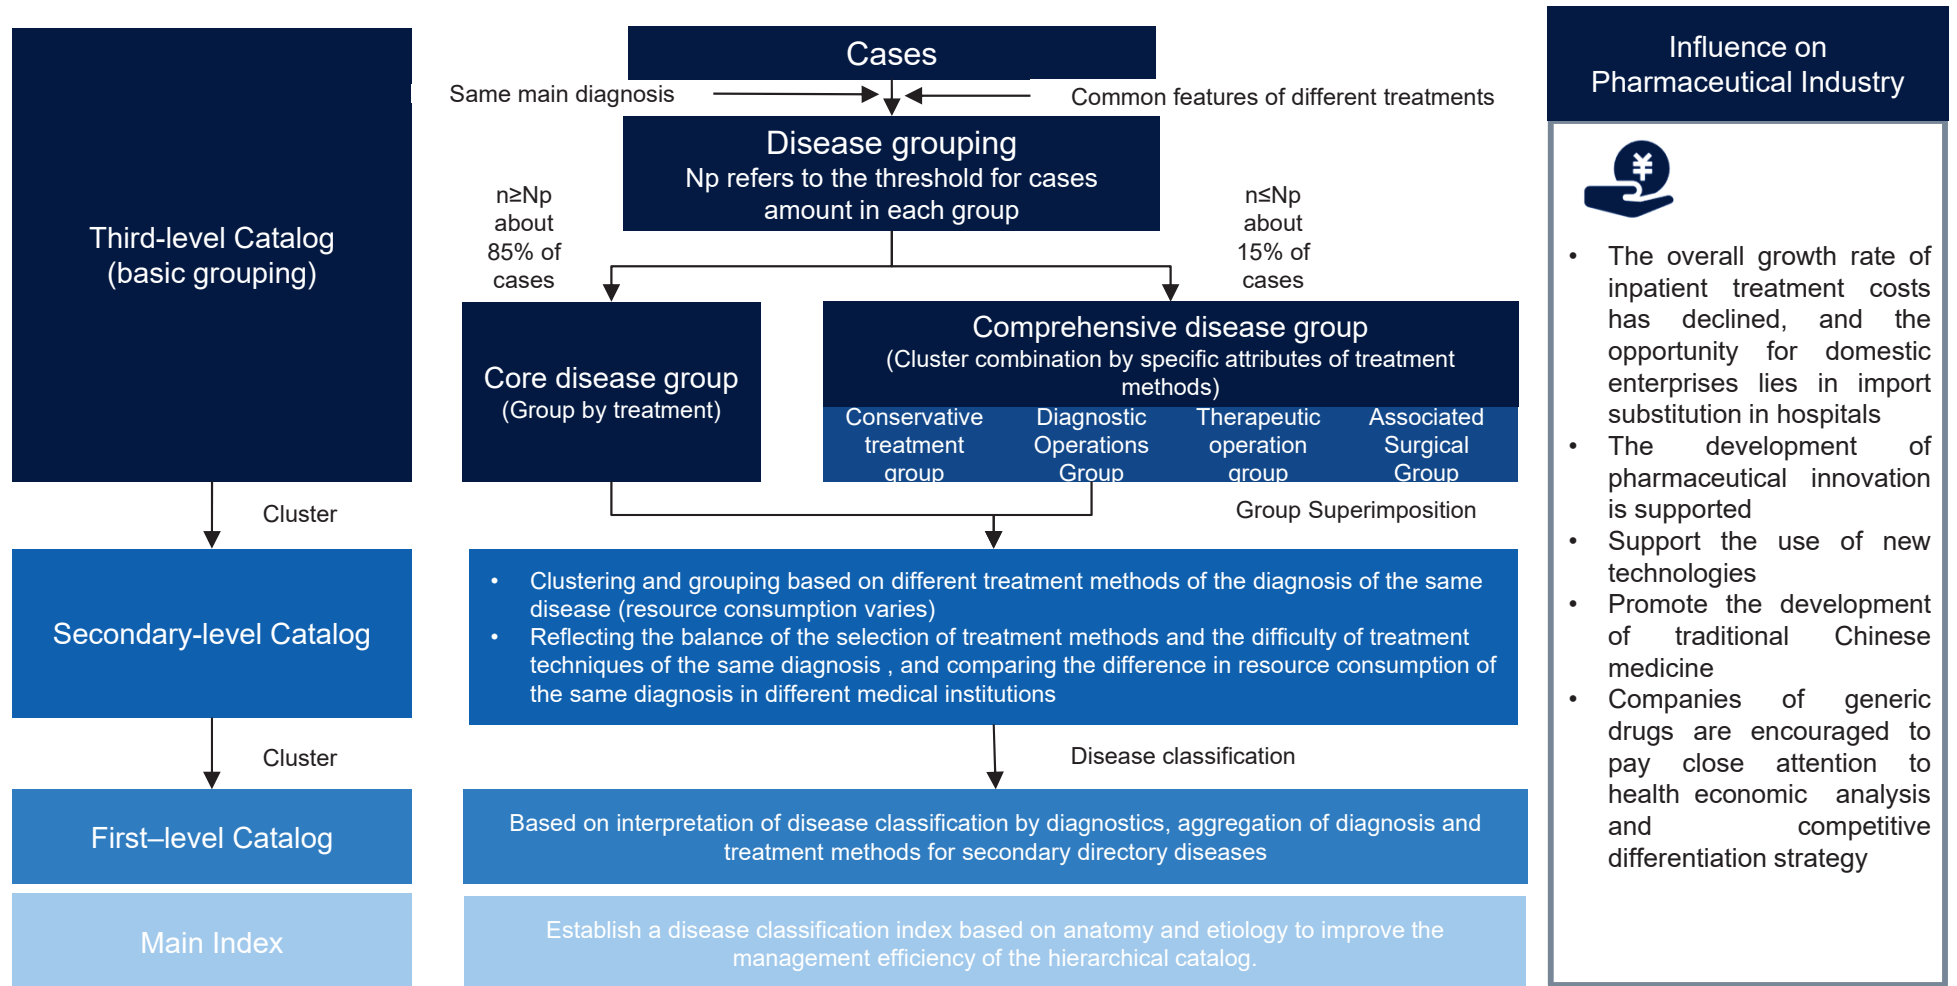 Third-level Catalog
(basic grouping)
Cluster
Secondary-level Catalog
Cluster
First–level Catalog
Main Index
Cases
Same main diagnosis
Common features of different treatments
Disease grouping
Np refers to the threshold for cases
amount in each group
n≥Np
about
85% of
cases
n≤Np
about
15% of
cases
Core disease group
(Group by treatment)
Comprehensive disease group
(Cluster combination by specific attributes of treatment
methods)
Conservative
treatment
group
Diagnostic
Operations
Group
Therapeutic
operation
group
Associated
Surgical
Group
Group Superimposition
• Clustering and grouping based on different treatment methods of the diagnosis of the same
disease (resource consumption varies)
• Reflecting the balance of the selection of treatment methods and the difficulty of treatment
techniques of the same diagnosis , and comparing the difference in resource consumption of
the same diagnosis in different medical institutions
Disease classification
Based on interpretation of disease classification by diagnostics, aggregation of diagnosis and
treatment methods for secondary directory diseases
Establish a disease classification index based on anatomy and etiology to improve the
management efficiency of the hierarchical catalog.
Influence on
Pharmaceutical Industry
¥
• The overall growth rate of
inpatient treatment costs
has declined, and the
opportunity for domestic
enterprises lies in import
substitution in hospitals
• The development of
pharmaceutical innovation
is supported
• Support the use of new
technologies
• Promote the development
of traditional Chinese
medicine
• Companies of generic
drugs are encouraged to
pay close attention to
health economic analysis
and competitive
differentiation strategy